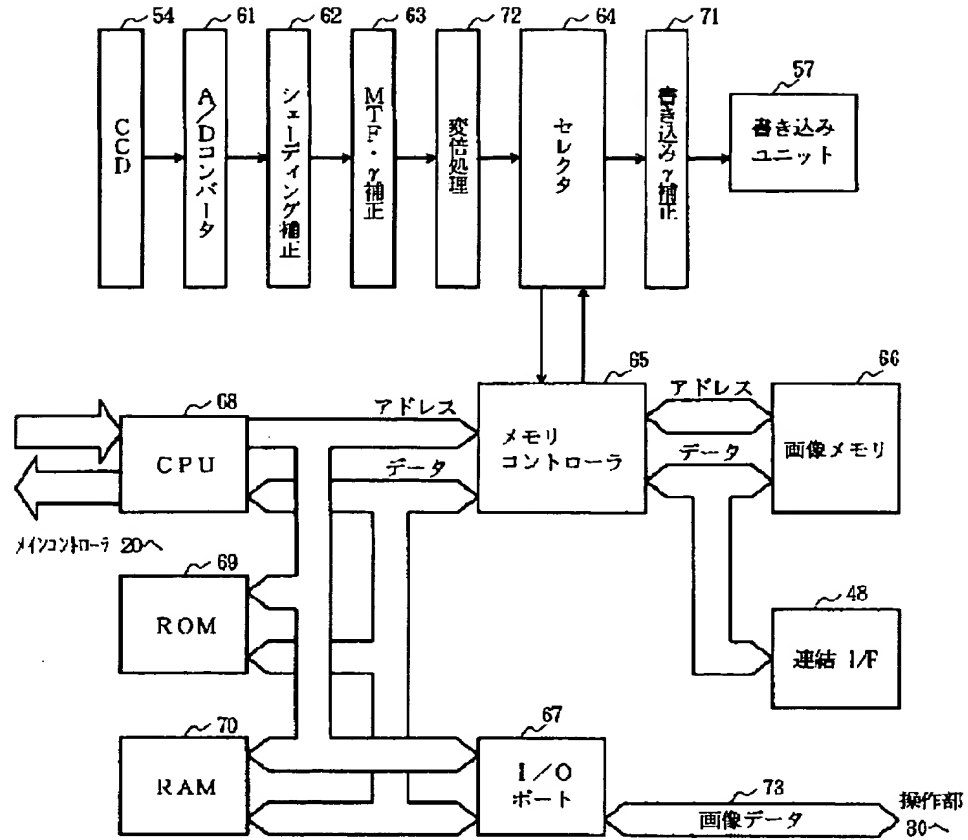 54
61
62
63
72
64
71
57
CCD
A/Dコンバータ
シェーディング補正
MTF・γ補正
変倍処理
セレクタ
書き込みγ補正
書き込み
ユニット
65
66
68
アドレス
アドレス
CPU
メモリ
コントローラ
画像メモリ
データ
データ
メインコントローラ 20へ
69
48
ROM
連結 I/F
70
67
RAM
I/O
ポート
73
画像データ
操作部
30へ